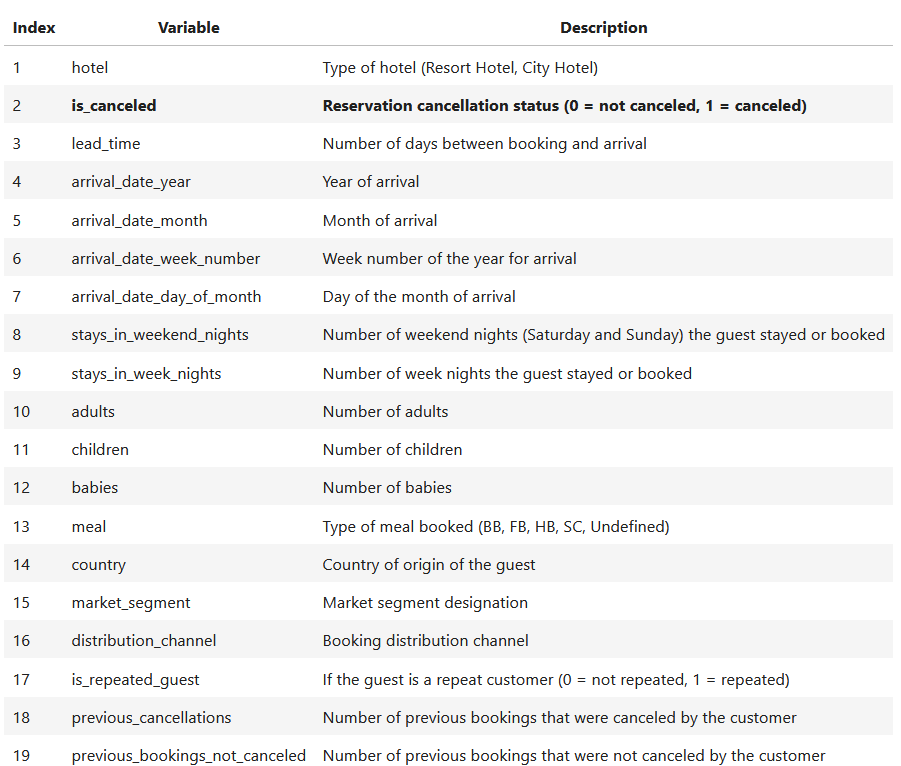 Index Variable Description
1 hotel Type of hotel (Resort Hotel, City Hotel)
2 is_canceled Reservation cancellation status (0 = not canceled, 1 = canceled)
3 lead_time Number of days between booking and arrival
4 arrival_date_year Year of arrival
5 arrival_date_month Month of arrival
6 arrival_date_week_number Week number of the year for arrival
7 arrival_date_day_of_month Day of the month of arrival
8 stays_in_weekend_nights Number of weekend nights (Saturday and Sunday) the guest stayed or booked
9 stays_in_week_nights Number of week nights the guest stayed or booked
10 adults Number of adults
11 children Number of children
12 babies Number of babies
13 meal Type of meal booked (BB, FB, HB, SC, Undefined)
14 country Country of origin of the guest
15 market_segment Market segment designation
16 distribution_channel Booking distribution channel
17 is_repeated_guest If the guest is a repeat customer (0 = not repeated, 1 = repeated)
18 previous_cancellations Number of previous bookings that were canceled by the customer
19 previous_bookings_not_canceled Number of previous bookings that were not canceled by the customer